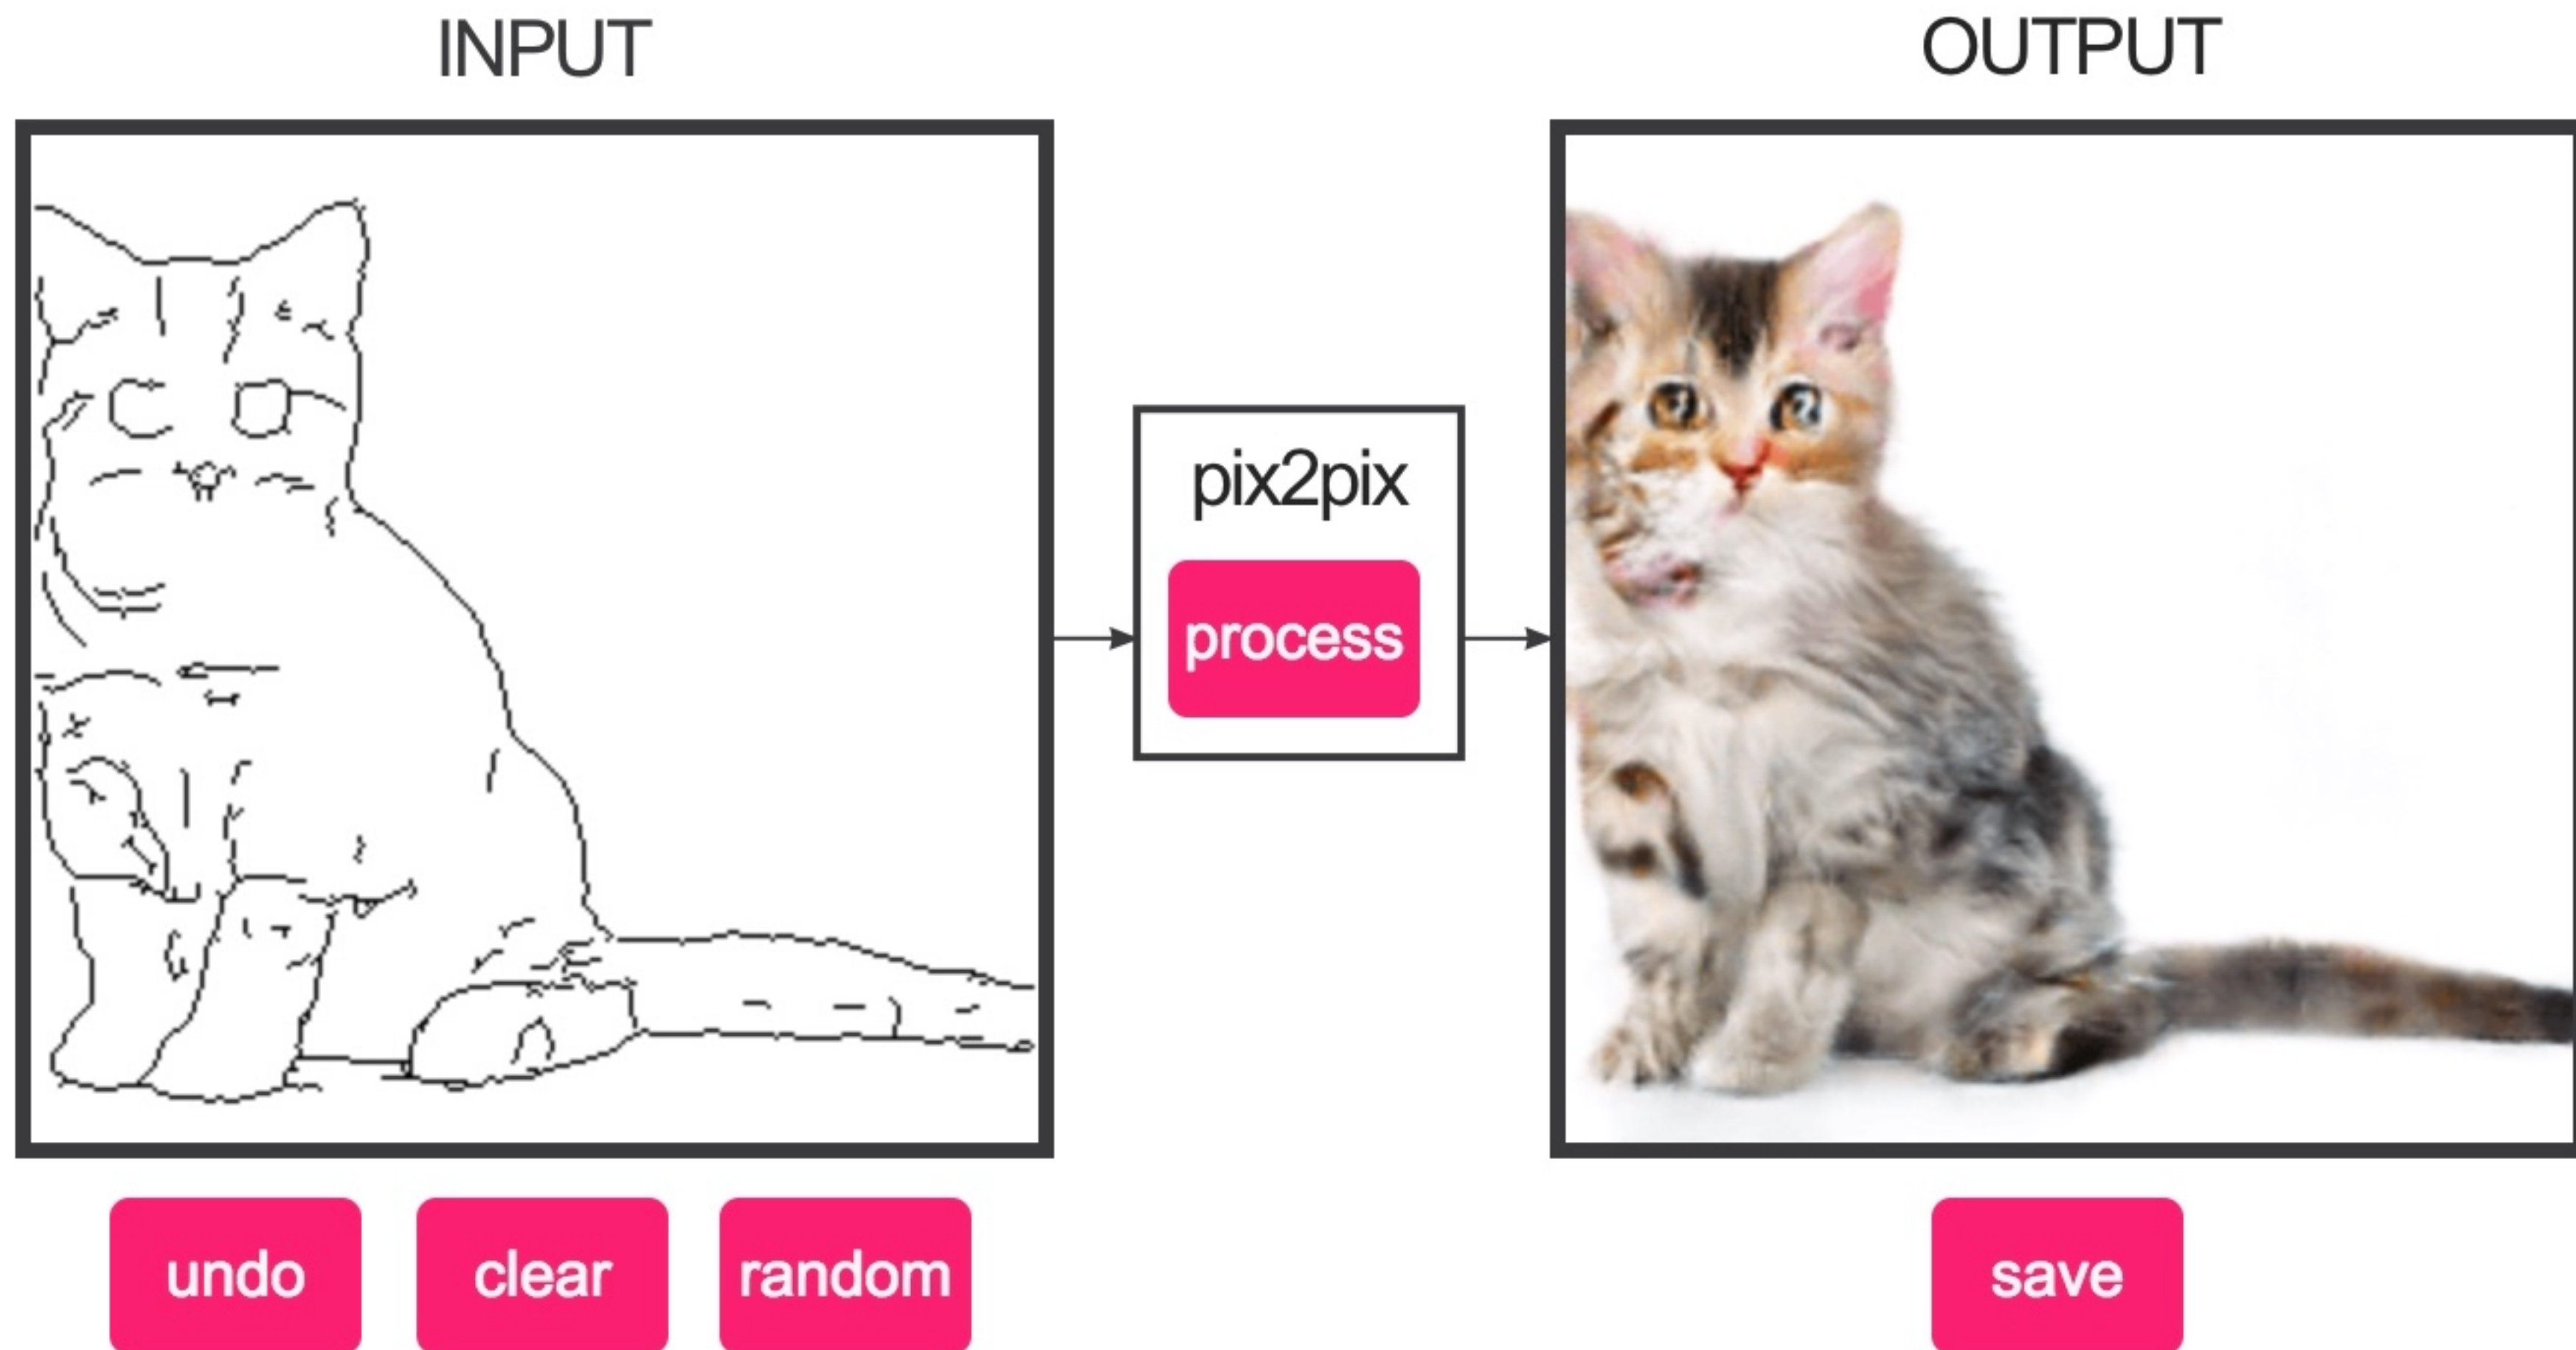 INPUT
OUTPUT
pix2pix
process
undo
clear
random
save